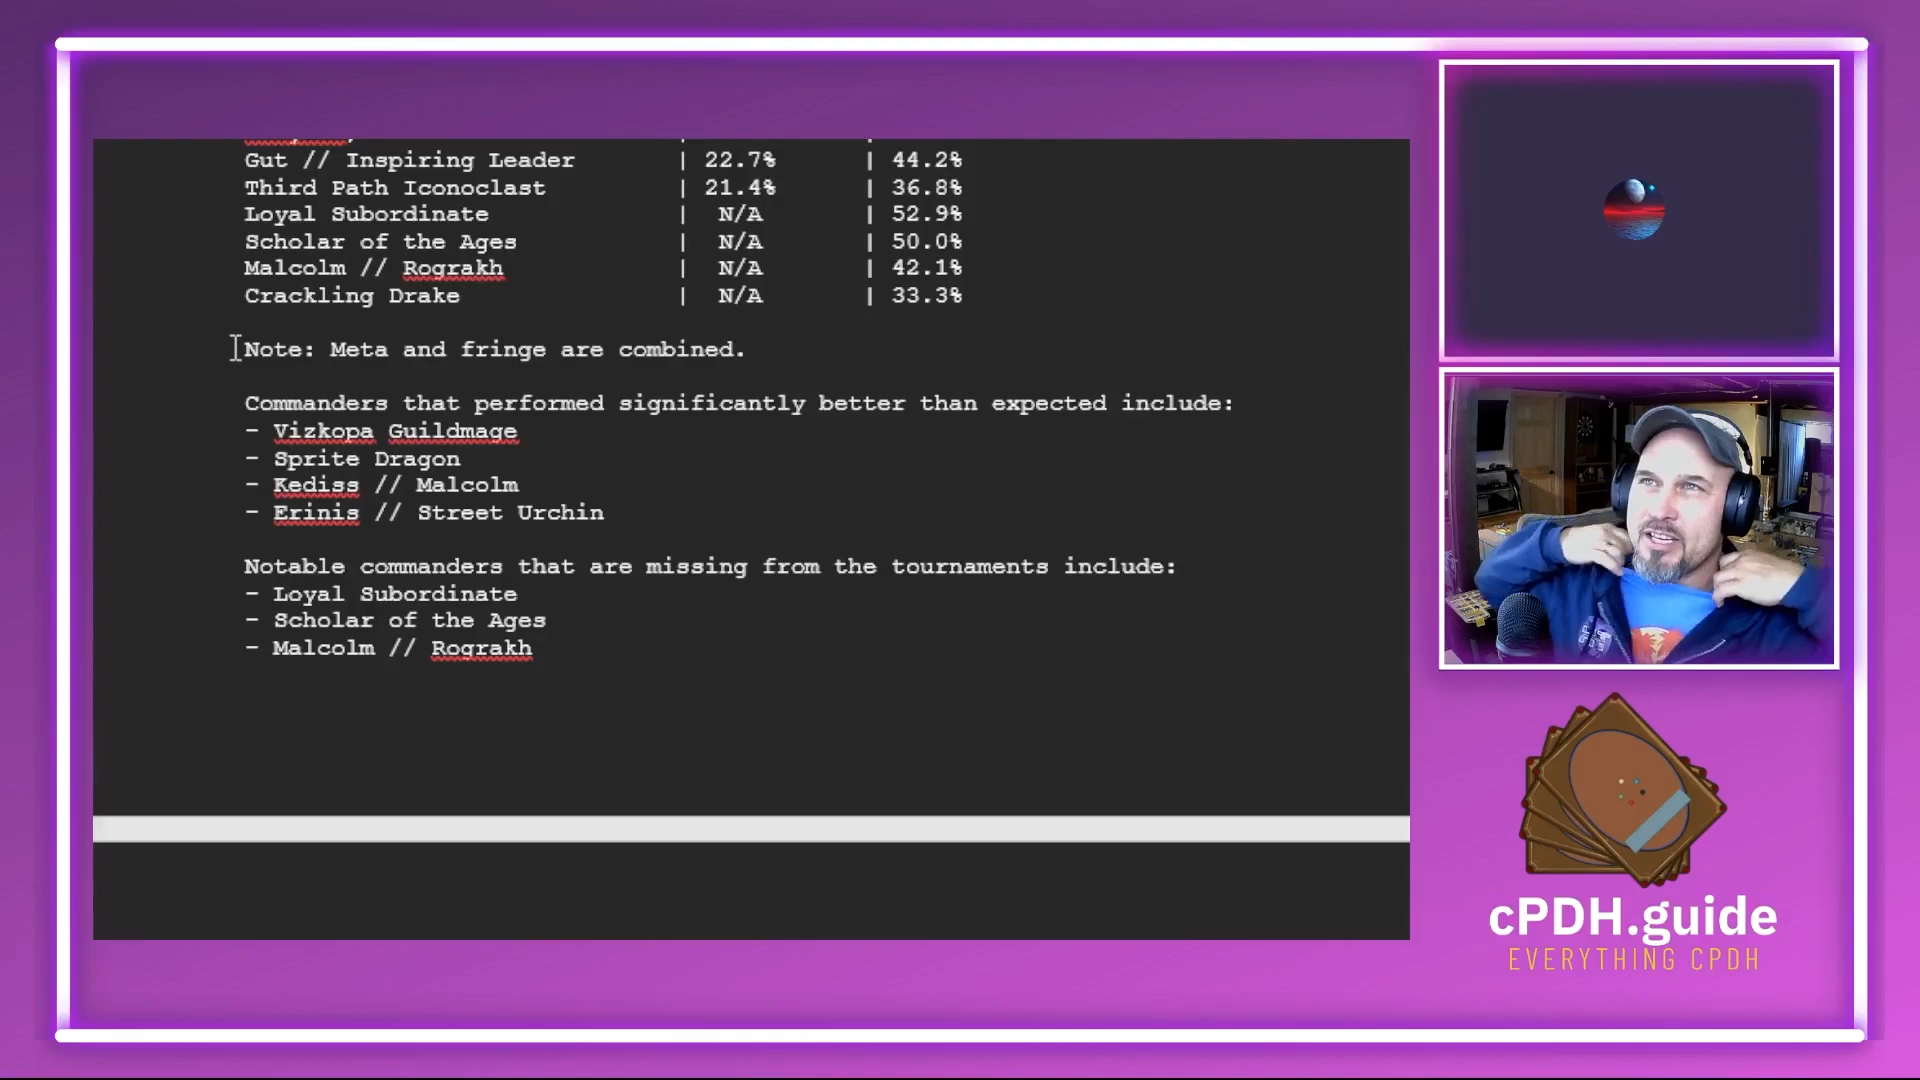 Gut // Inspiring Leader | 22.7% | 44.2%
Third Path Iconoclast | 21.4% | 36.8%
Loyal Subordinate | N/A | 52.9%
Scholar of the Ages | N/A | 50.0%
Malcolm // Rograkh | N/A | 42.1%
Crackling Drake | N/A | 33.3%
Note: Meta and fringe are combined.
Commanders that performed significantly better than expected include:
- Vizkopa Guildmage
- Sprite Dragon
- Kediss // Malcolm
- Erinis // Street Urchin
Notable commanders that are missing from the tournaments include:
- Loyal Subordinate
- Scholar of the Ages
- Malcolm // Rograkh
cPDH.guide
EVERYTHING CPDH